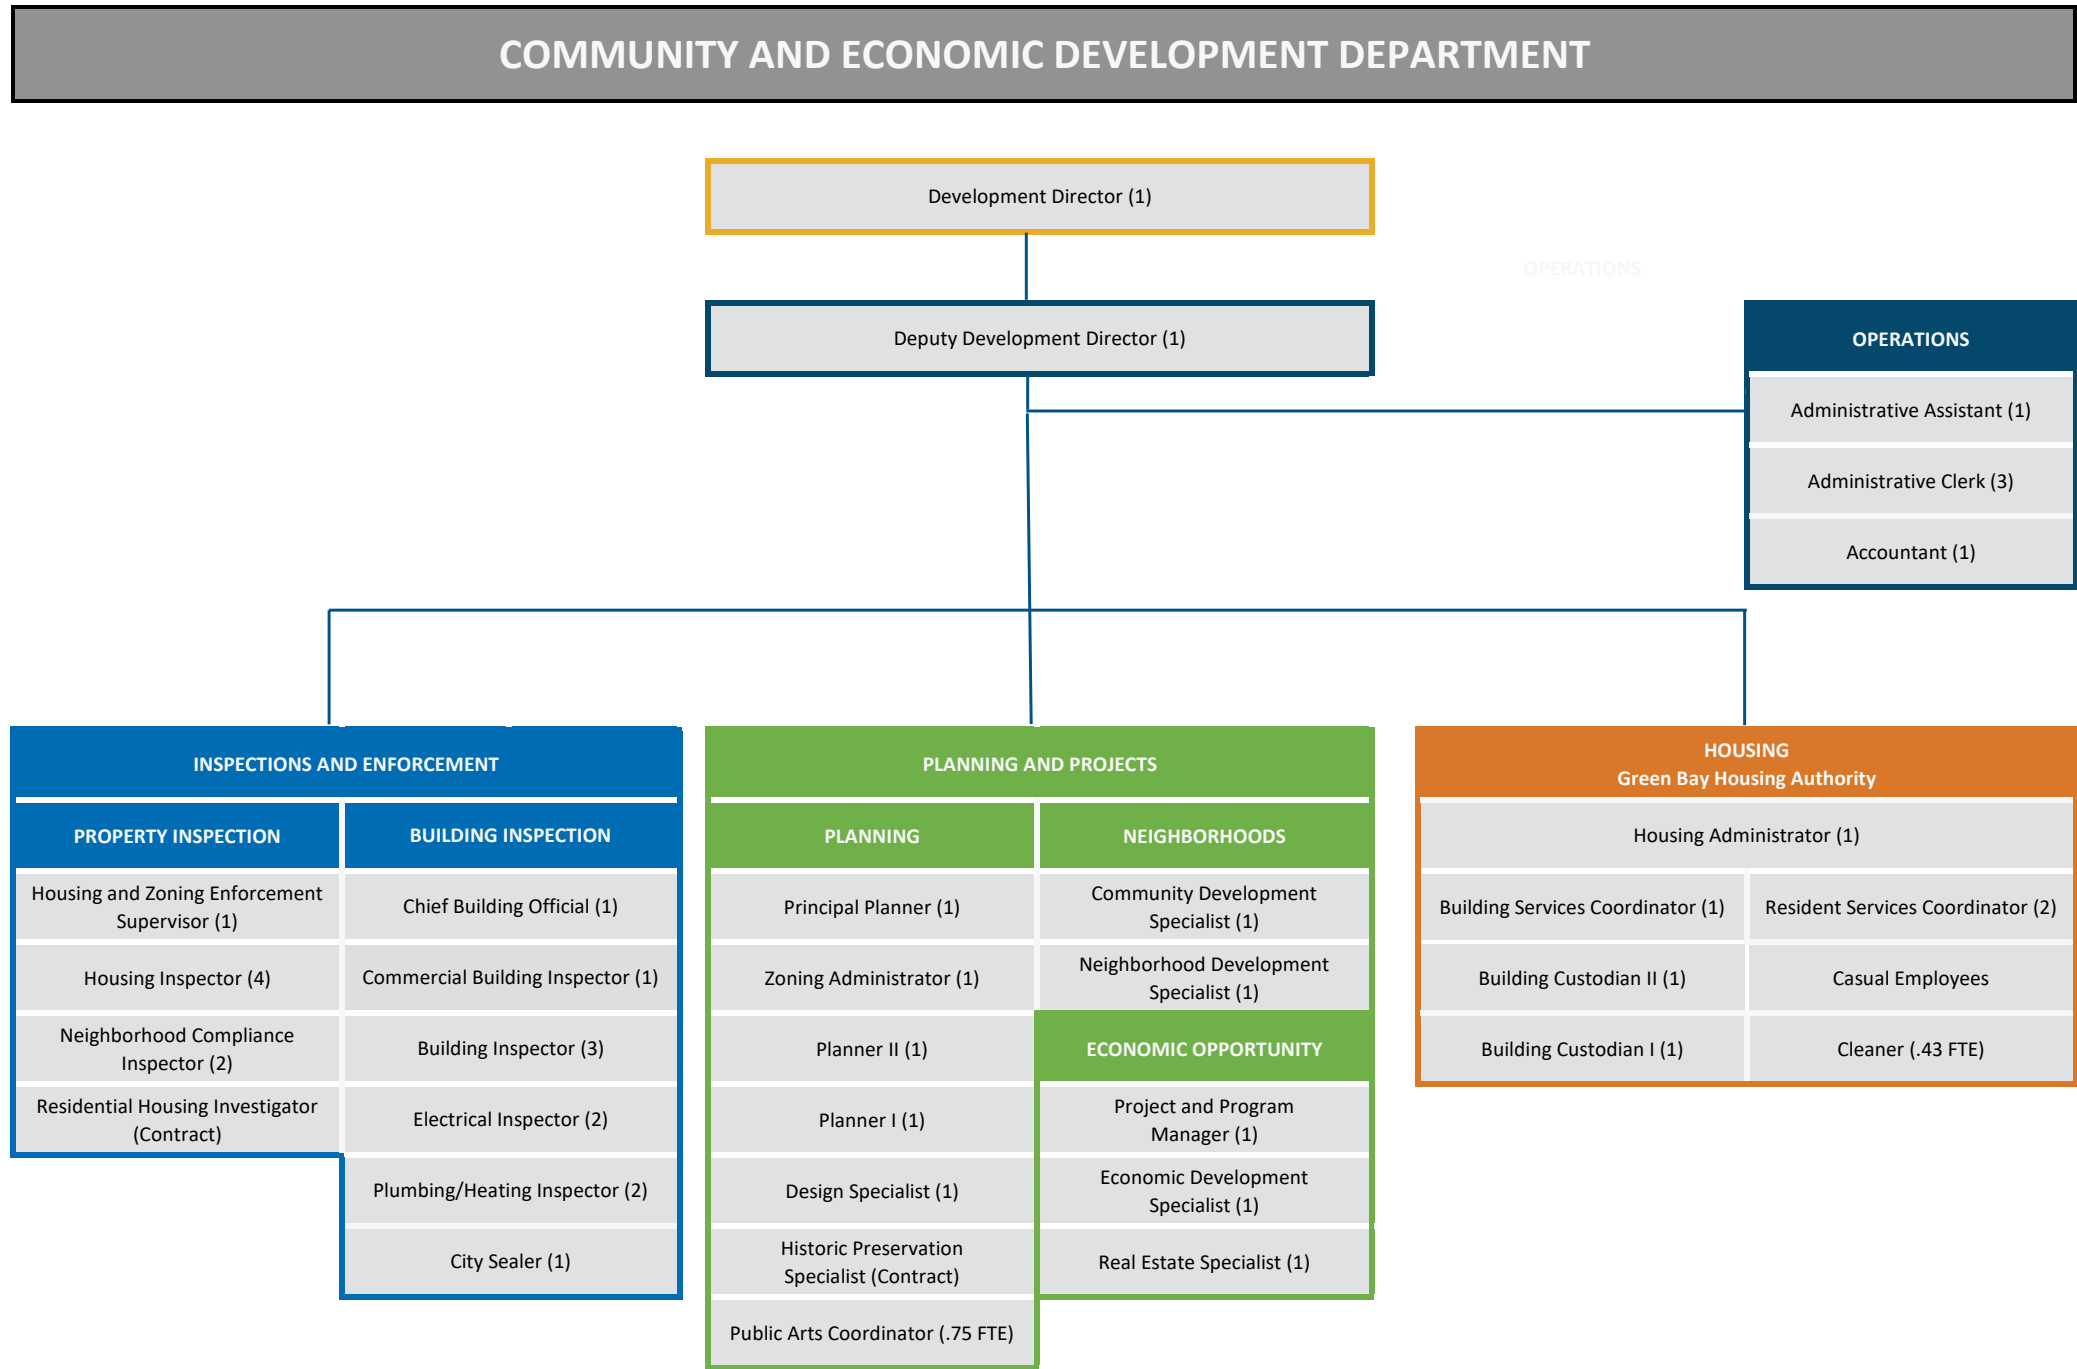 COMMUNITY AND ECONOMIC DEVELOPMENT DEPARTMENT
Development Director (1)
OPERATIONS
Deputy Development Director (1)
OPERATIONS
Administrative Assistant (1)
Administrative Clerk (3)
Accountant (1)
INSPECTIONS AND ENFORCEMENT
PROPERTY INSPECTION
Housing and Zoning Enforcement
Supervisor (1)
Housing Inspector (4)
Neighborhood Compliance
Inspector (2)
Residential Housing Investigator
(Contract)
BUILDING INSPECTION
Chief Building Official (1)
Commercial Building Inspector (1)
Building Inspector (3)
Electrical Inspector (2)
Plumbing/Heating Inspector (2)
City Sealer (1)
PLANNING AND PROJECTS
PLANNING
Principal Planner (1)
Zoning Administrator (1)
Planner II (1)
Planner I (1)
Design Specialist (1)
Historic Preservation
Specialist (Contract)
Public Arts Coordinator (.75 FTE)
NEIGHBORHOODS
Community Development
Specialist (1)
Neighborhood Development
Specialist (1)
ECONOMIC OPPORTUNITY
Project and Program
Manager (1)
Economic Development
Specialist (1)
Real Estate Specialist (1)
HOUSING
Green Bay Housing Authority
Housing Administrator (1)
Building Services Coordinator (1)
Resident Services Coordinator (2)
Building Custodian II (1)
Casual Employees
Building Custodian I (1)
Cleaner (.43 FTE)